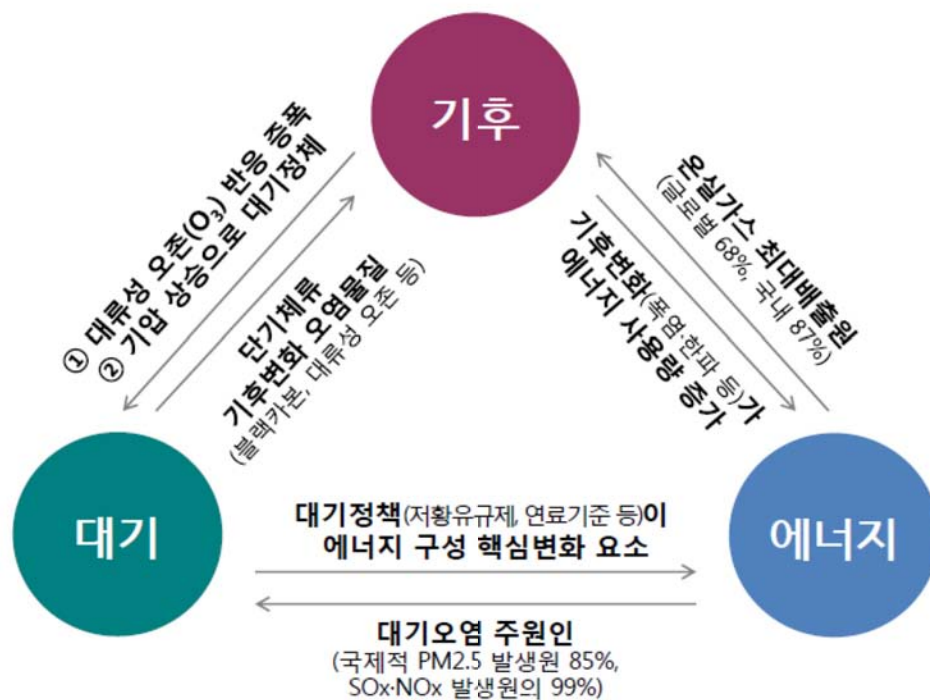 기후
① 대류성 오존(O₃) 반응 증폭
② 기압 상승으로 대기정체
단기체류
기후변화 오염물질
(블랙카본, 대류성 오존 등)
온실가스 최대배출원
(글로벌 68%, 국내 87%)
기후변화(폭염·한파 등)가
에너지 사용량 증가
대기
에너지
대기정책(저황유규제, 연료기준 등)이
에너지 구성 핵심변화 요소
대기오염 주원인
(국제적 PM2.5 발생원 85%,
SOx·NOx 발생원의 99%)